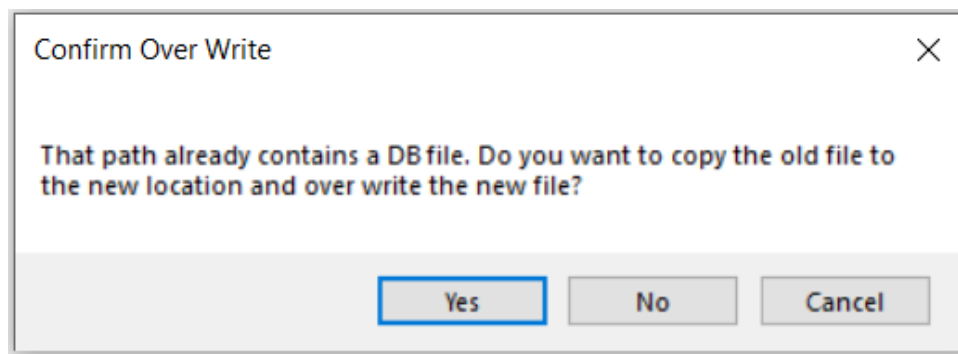 Confirm Over Write
That path already contains a DB file. Do you want to copy the old file to
the new location and over write the new file?
Yes
No
Cancel